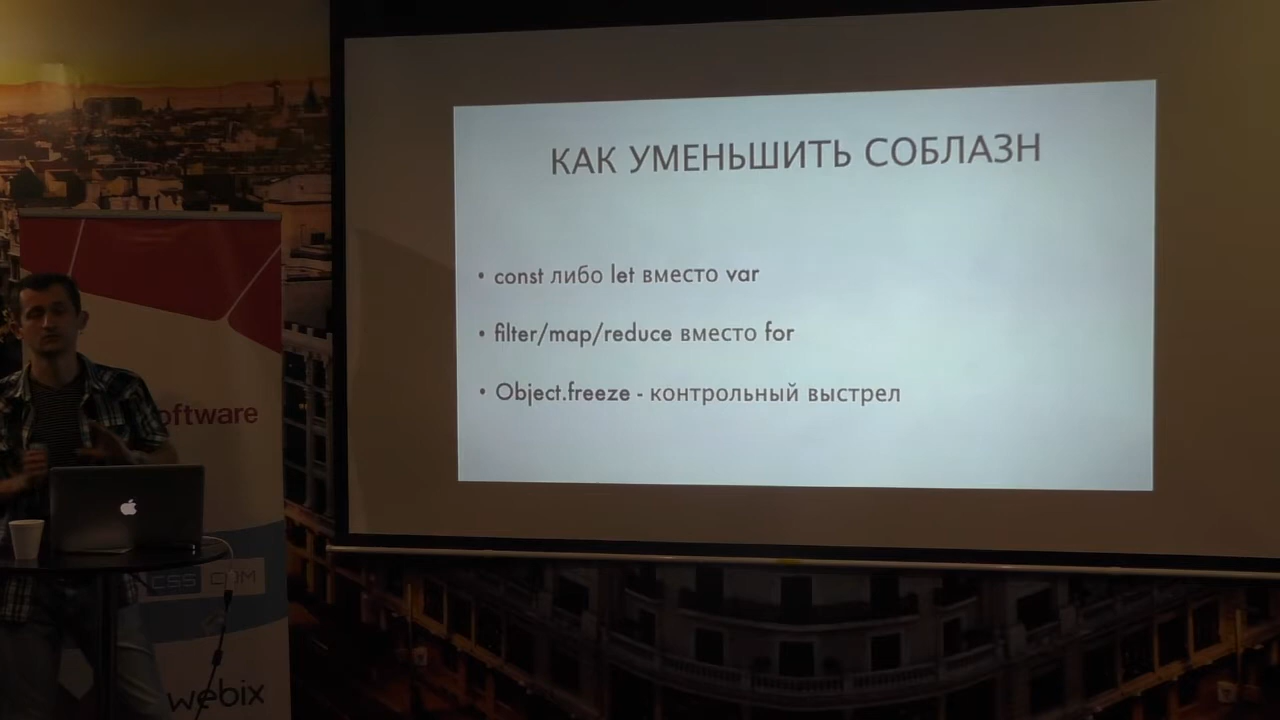 КАК УМЕНЬШИТЬ СОБЛАЗН
• const либо let вместо var
• filter/map/reduce вместо for
• Object.freeze - контрольный выстрел
oftware
CSS
webix